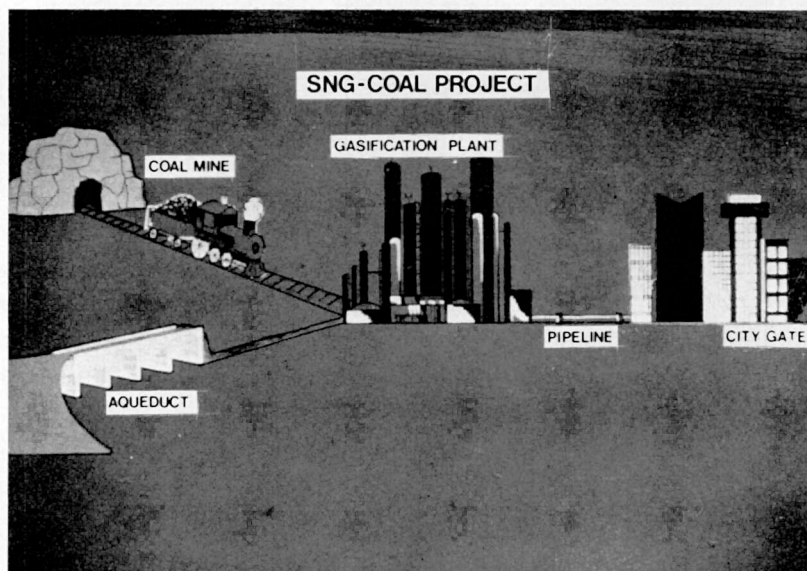 SNG-COAL PROJECT
GASIFICATION PLANT
COAL MINE
PIPELINE
CITY GATE
AQUEDUCT